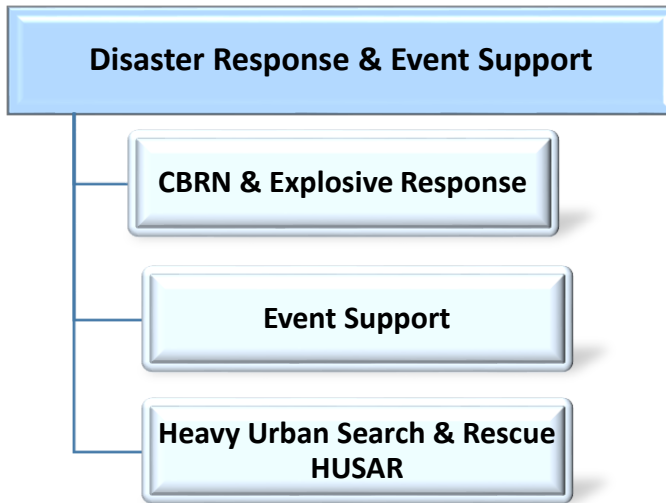 Disaster Response & Event Support
CBRN & Explosive Response
Event Support
Heavy Urban Search & Rescue
HUSAR